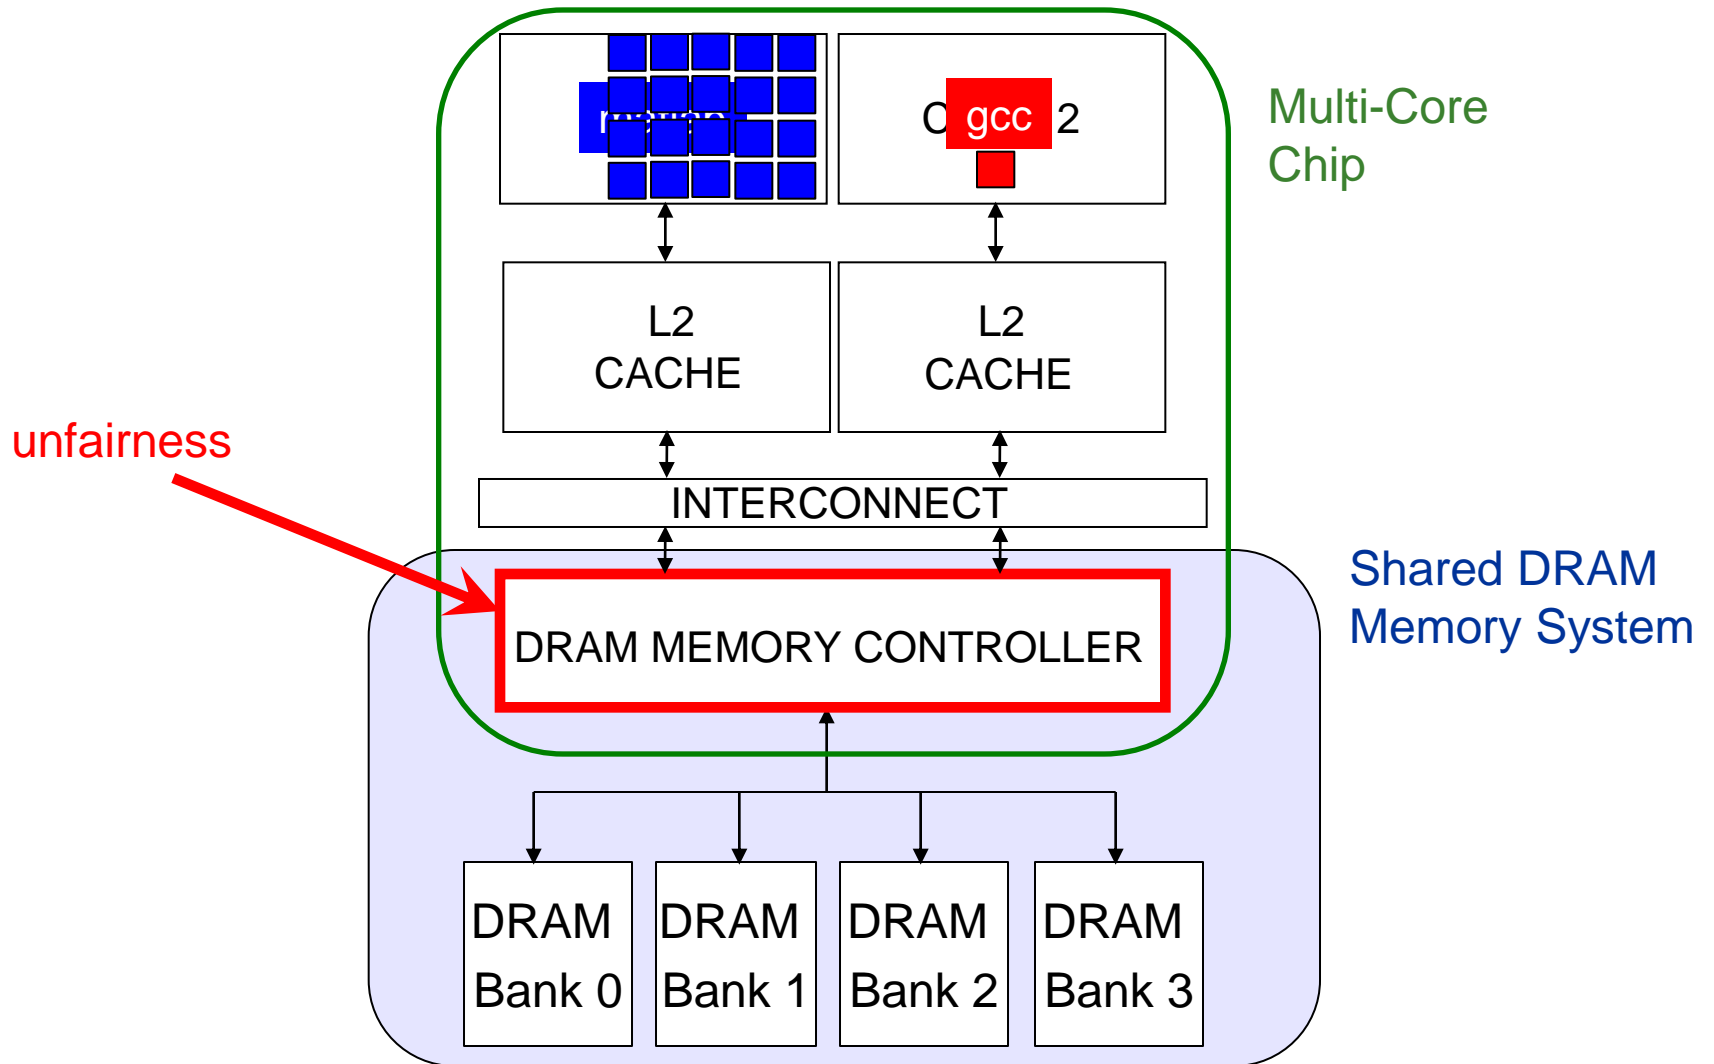 gcc
C 2
Multi-Core
Chip
L2
CACHE
L2
CACHE
unfairness
INTERCONNECT
Shared DRAM
Memory System
DRAM MEMORY CONTROLLER
DRAM
Bank 0
DRAM
Bank 1
DRAM
Bank 2
DRAM
Bank 3